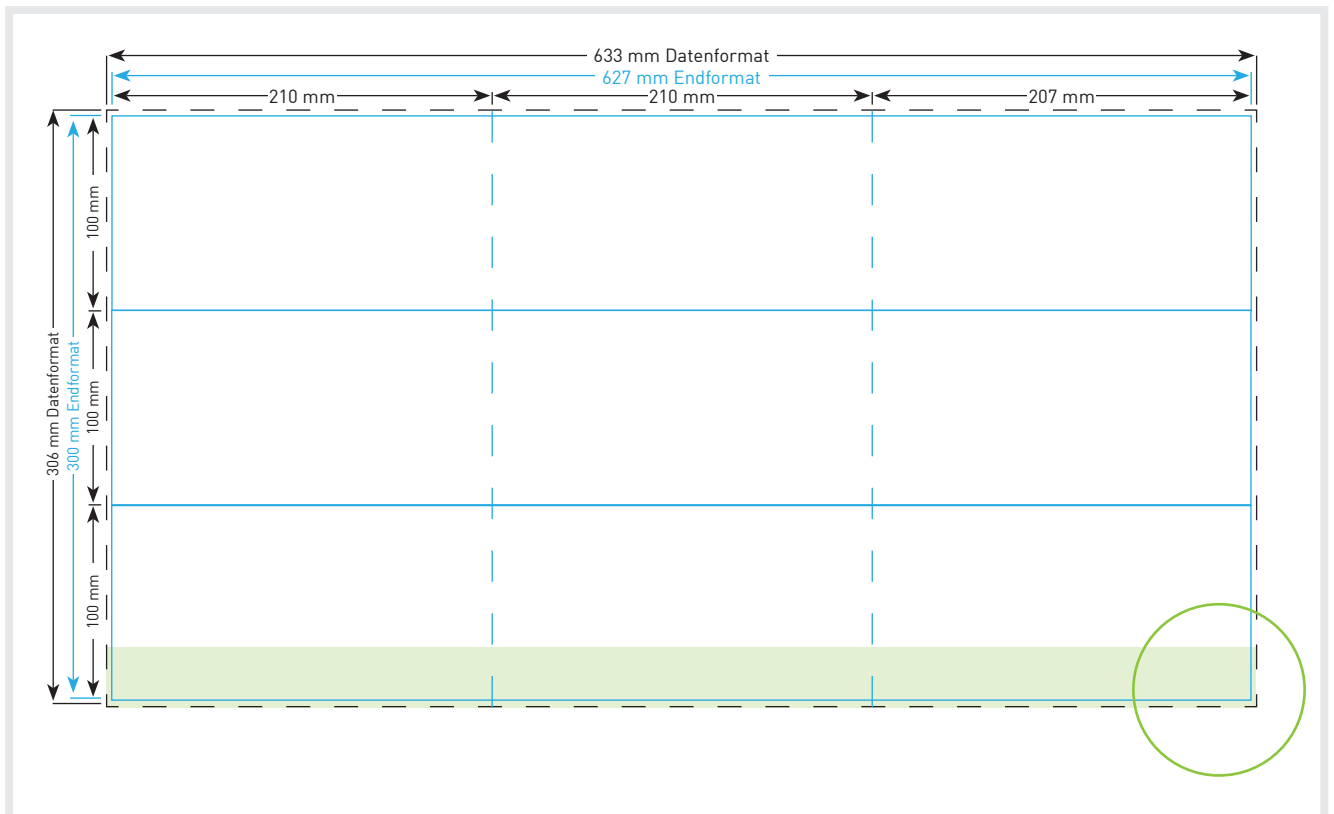 633 mm Datenformat
627 mm Endformat
210 mm
210 mm
207 mm
306 mm Datenformat
300 mm Endformat
100 mm
100 mm
100 mm